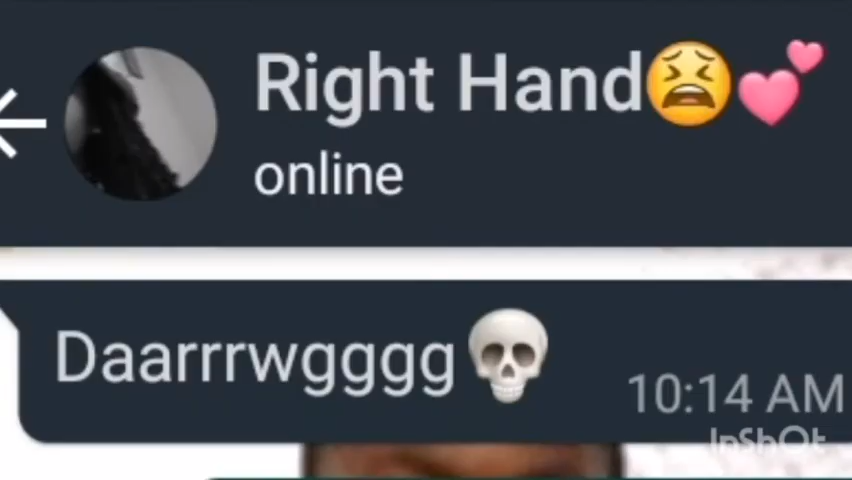 Right Hand😫💕
online
Daarrrwgggg💀
10:14 AM
InShOt